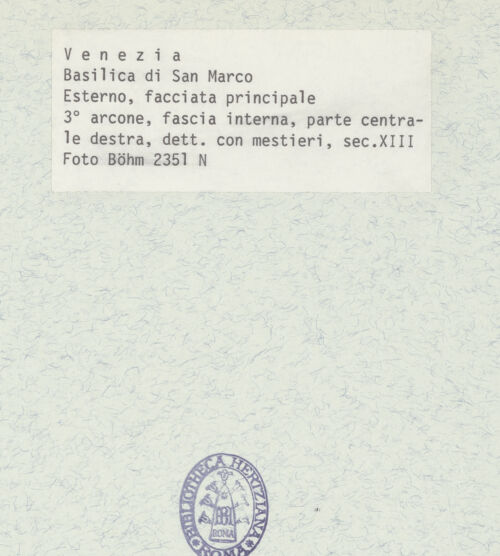 V e n e z i a
Basilica di San Marco
Esterno, facciata principale
3° arcone, fascia interna, parte centra-
le destra, dett. con mestieri, sec.XIII
Foto Böhm 2351 N
BIBLIOTHECA HERTZIANA
ROMA
ROMA